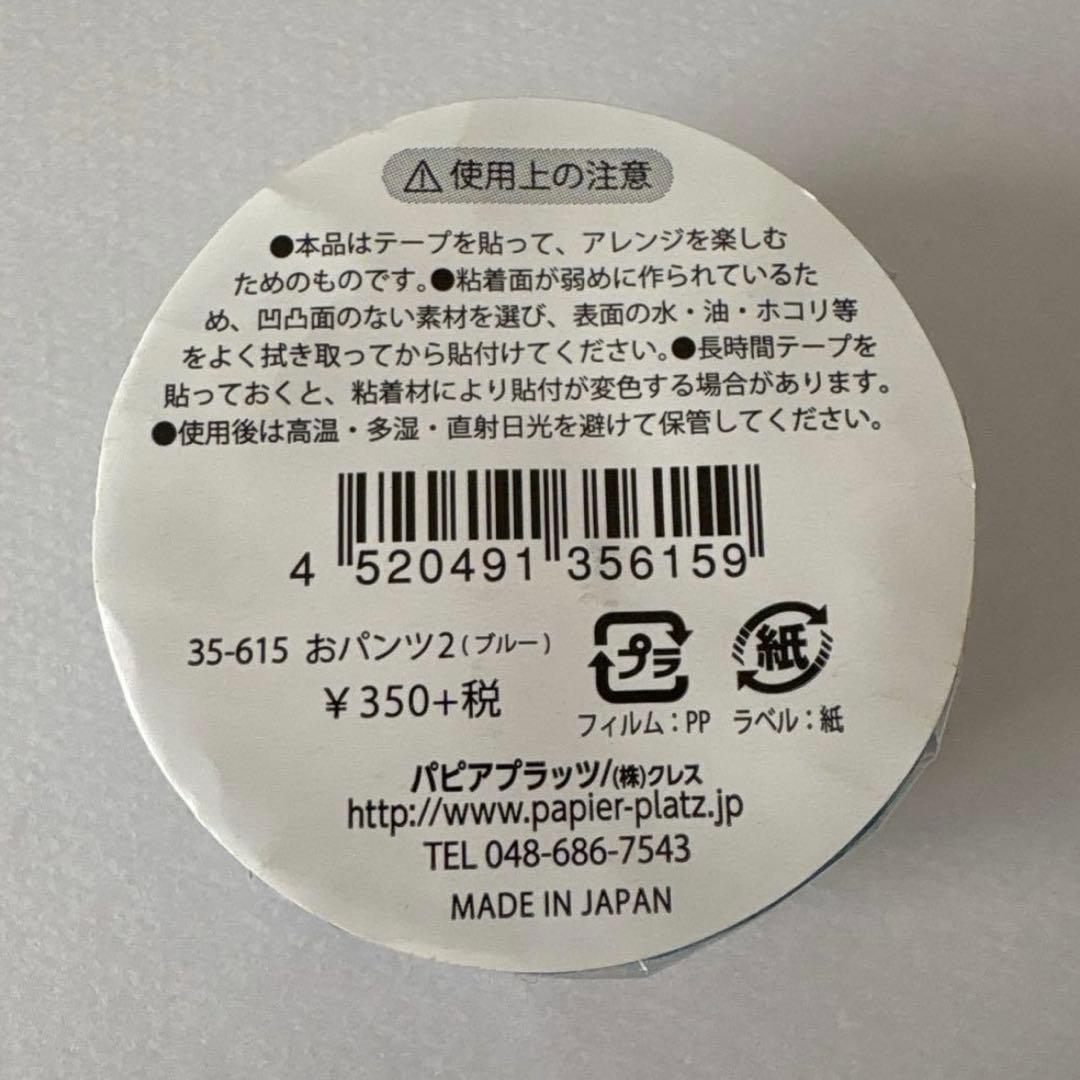 ⚠ 使用上の注意
●本品はテープを貼って、アレンジを楽しむ
ためのものです。●粘着面が弱めに作られているた
め、凹凸面のない素材を選び、表面の水・油・ホコリ等
をよく拭き取ってから貼付けてください。●長時間テープを
貼っておくと、粘着材により貼付が変色する場合があります。
●使用後は高温・多湿・直射日光を避けて保管してください。
4 520491 356159
35-615 おパンツ2(ブルー)
¥350+税
プラ 紙
フィルム:PP ラベル:紙
パピアプラッツ/(株)クレス
http://www.papier-platz.jp
TEL 048-686-7543
MADE IN JAPAN